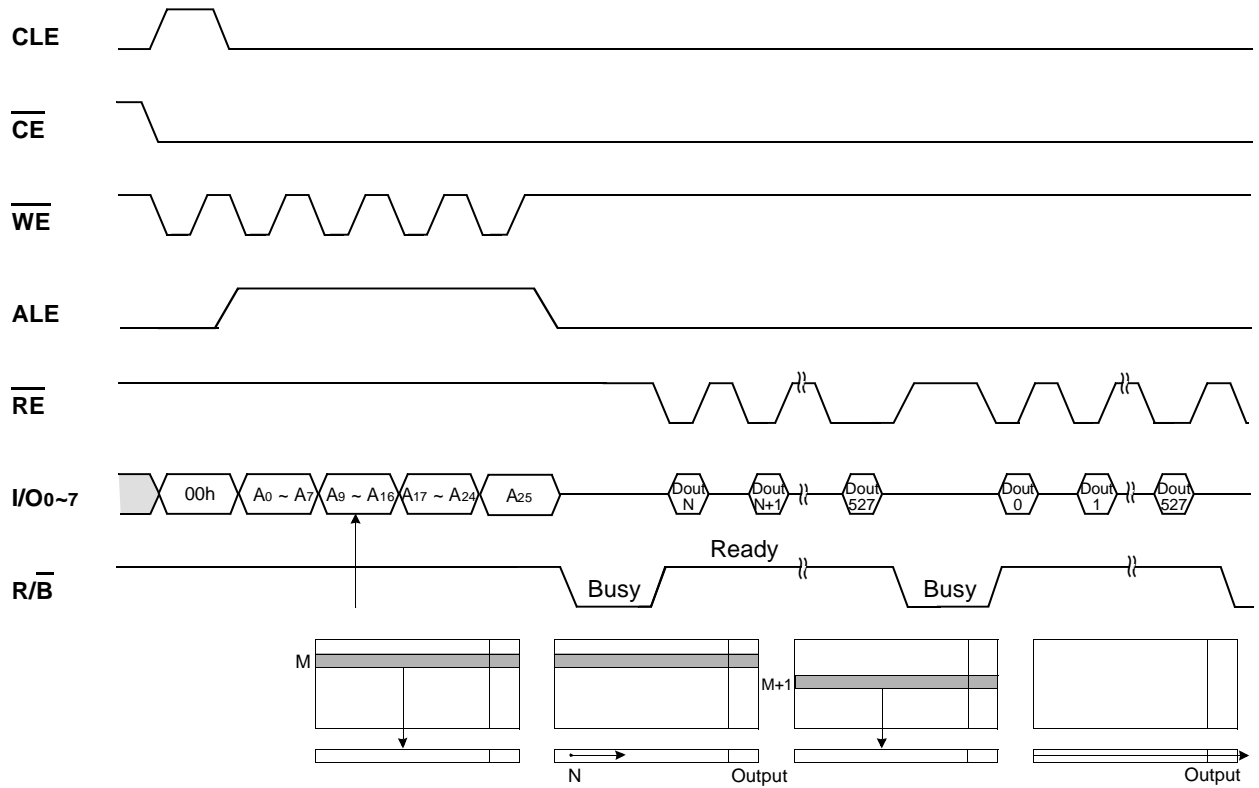 CLE
CE
WE
ALE
RE
I/O0~7
00h
A0 ~ A7
A9 ~ A16
A17 ~ A24
A25
Dout
N
Dout
N+1
Dout
527
Dout
0
Dout
1
Dout
527
R/B
Busy
Ready
Busy
M
M+1
N
Output
Output